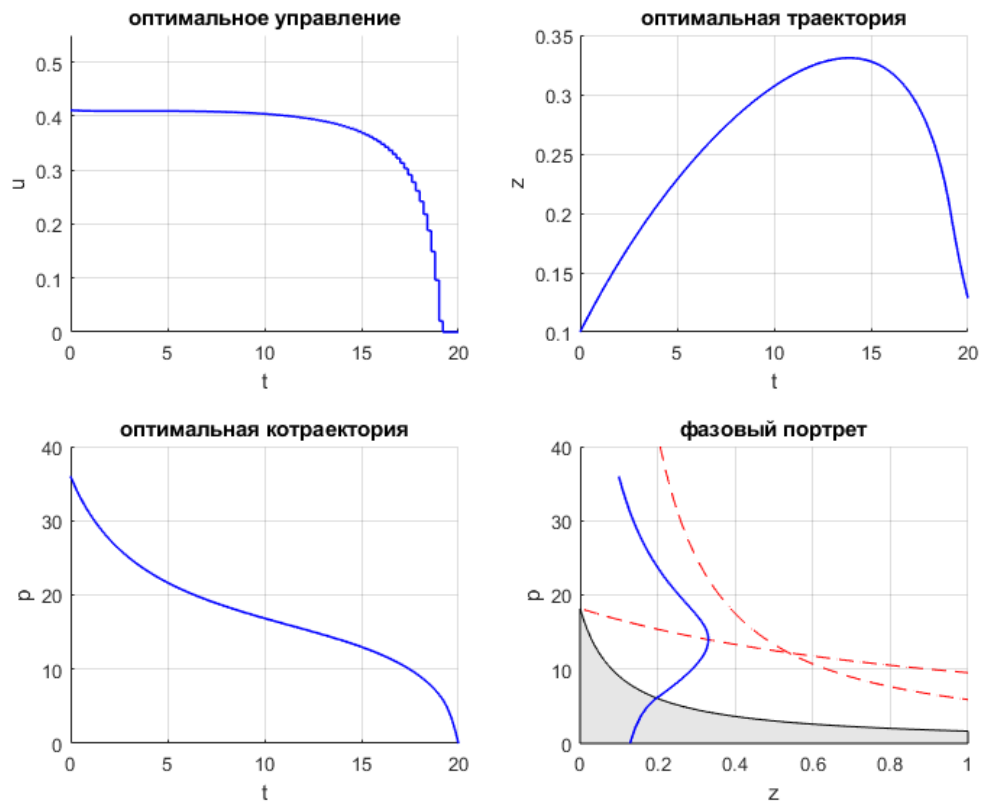 оптимальное управление
0.5
0.4
0.3
0.2
0.1
0
u
0 5 10 15 20
t
оптимальная траектория
0.35
0.3
0.25
0.2
0.15
0.1
z
0 5 10 15 20
t
оптимальная котраектория
40
30
20
10
0
p
0 5 10 15 20
t
фазовый портрет
40
30
20
10
0
p
0 0.2 0.4 0.6 0.8 1
z